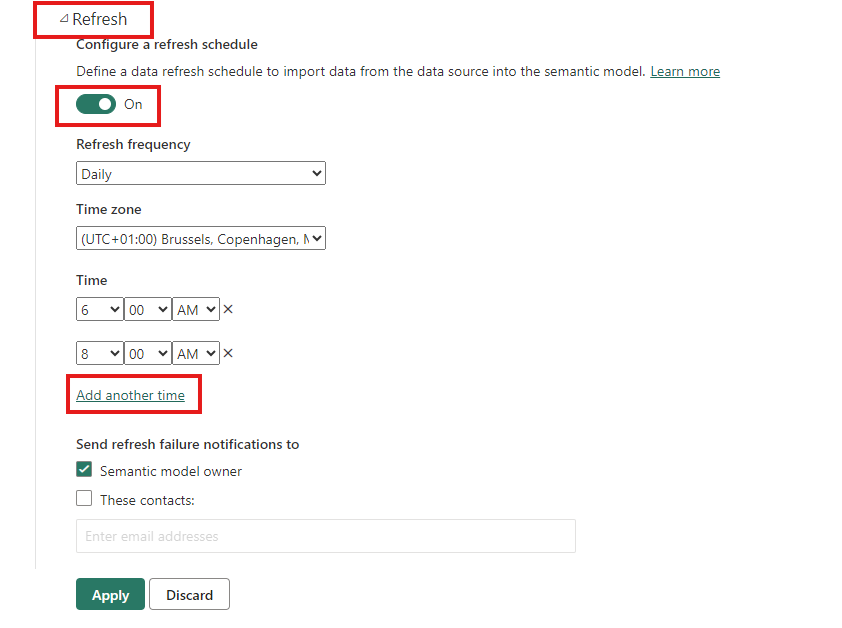 Refresh
Configure a refresh schedule
Define a data refresh schedule to import data from the data source into the semantic model. Learn more
On
Refresh frequency
Daily
Time zone
(UTC+01:00) Brussels, Copenhagen, M
Time
6 00 AM
8 00 AM
Add another time
Send refresh failure notifications to
Semantic model owner
These contacts:
Enter email addresses
Apply Discard